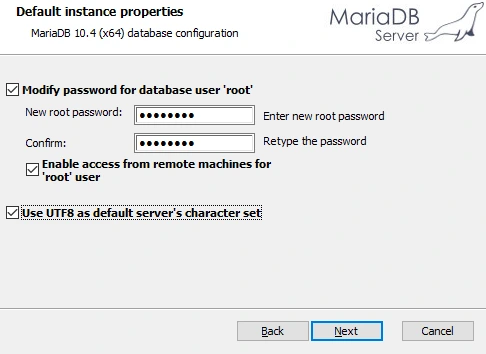 Default instance properties
MariaDB 10.4 (x64) database configuration
MariaDB
Server
Modify password for database user 'root'
New root password: ●●●●●●●● Enter new root password
Confirm: ●●●●●●●● Retype the password
Enable access from remote machines for
'root' user
Use UTF8 as default server's character set
Back Next Cancel